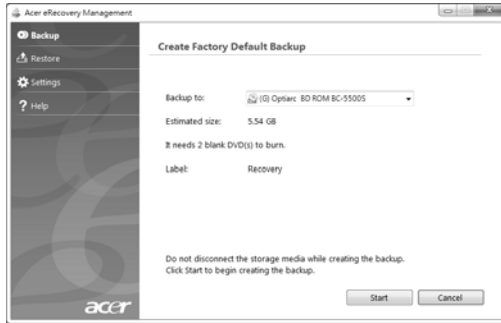 Acer eRecovery Management
Backup
Restore
Settings
Help
Create Factory Default Backup
Backup to: (G) Optiarc BD ROM BC-5500S
Estimated size: 5.54 GB
It needs 2 blank DVD(s) to burn.
Label: Recovery
Do not disconnect the storage media while creating the backup.
Click Start to begin creating the backup.
Start Cancel
acer